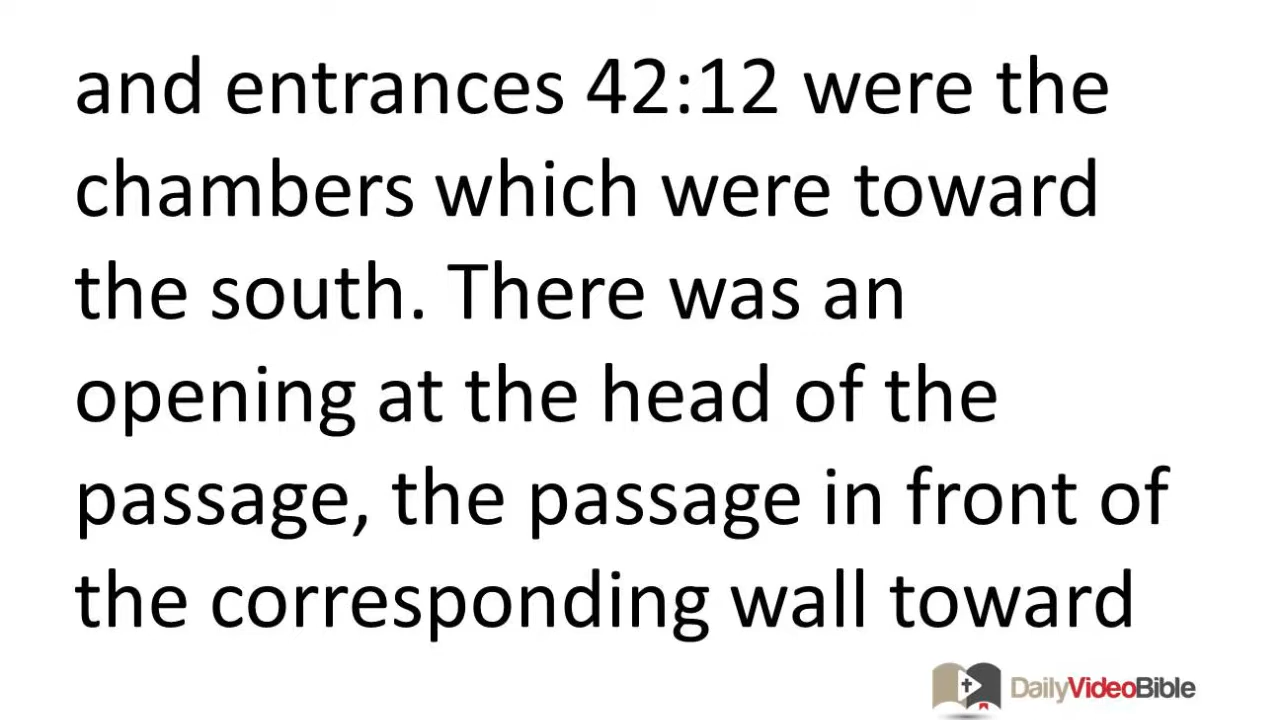 and entrances 42:12 were the
chambers which were toward
the south. There was an
opening at the head of the
passage, the passage in front of
the corresponding wall toward
DailyVideoBible